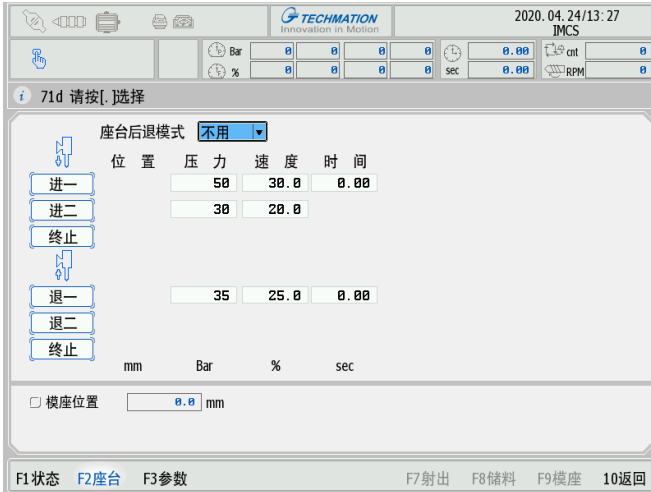 TECHMATION
Innovation in Motion
2020. 04. 24/13: 27
IMCS
Bar 0 0 0 0 0.00 cnt 0
% 0 0 0 0 sec 0.00 RPM 0
71d 请按[. ]选择
座台后退模式 不用
位 置 压 力 速 度 时 间
进一 50 30.0 0.00
进二 30 20.0
终止
退一 35 25.0 0.00
退二
终止
mm Bar % sec
模座位置 0.0 mm
F1状态 F2座台 F3参数 F7射出 F8储料 F9模座 10返回